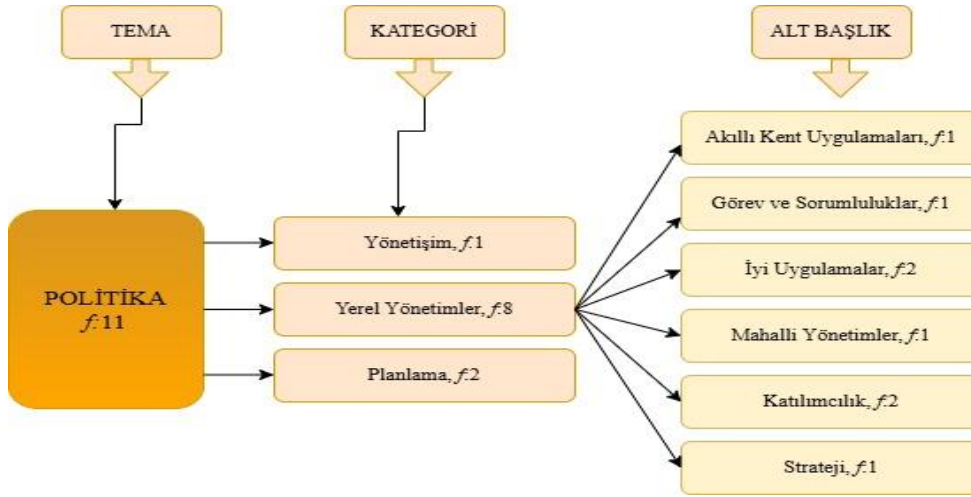 TEMA
KATEGORİ
ALT BAŞLIK
POLİTİKA
f:11
Yönetişim, f:1
Yerel Yönetimler, f:8
Planlama, f:2
Akıllı Kent Uygulamaları, f:1
Görev ve Sorumluluklar, f:1
İyi Uygulamalar, f:2
Mahalli Yönetimler, f:1
Katılımcılık, f:2
Strateji, f:1